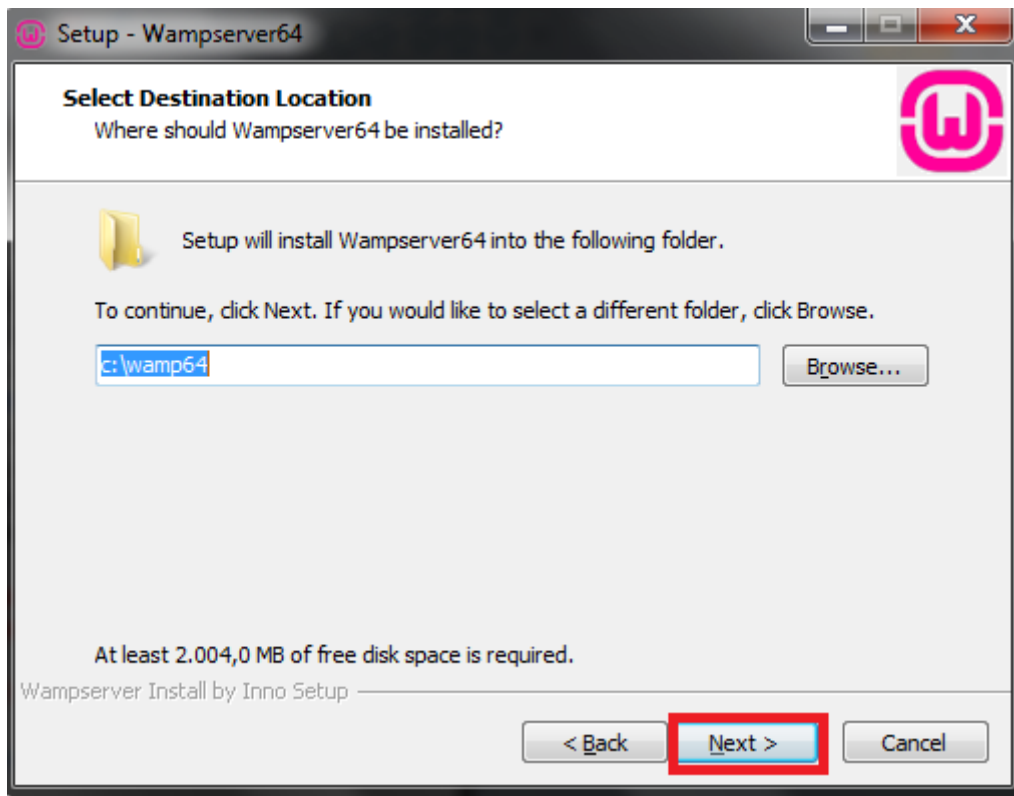 Setup - Wampserver64
Select Destination Location
Where should Wampserver64 be installed?
Setup will install Wampserver64 into the following folder.
To continue, click Next. If you would like to select a different folder, click Browse.
c:\wamp64
Browse...
At least 2.004,0 MB of free disk space is required.
Wampserver Install by Inno Setup
< Back
Next >
Cancel